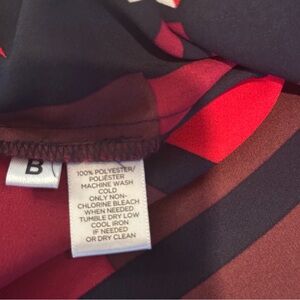 B
100% POLYESTER/
POLIÉSTER
MACHINE WASH
COLD
ONLY NON-
CHLORINE BLEACH
WHEN NEEDED
TUMBLE DRY LOW
COOL IRON
IF NEEDED
OR DRY CLEAN